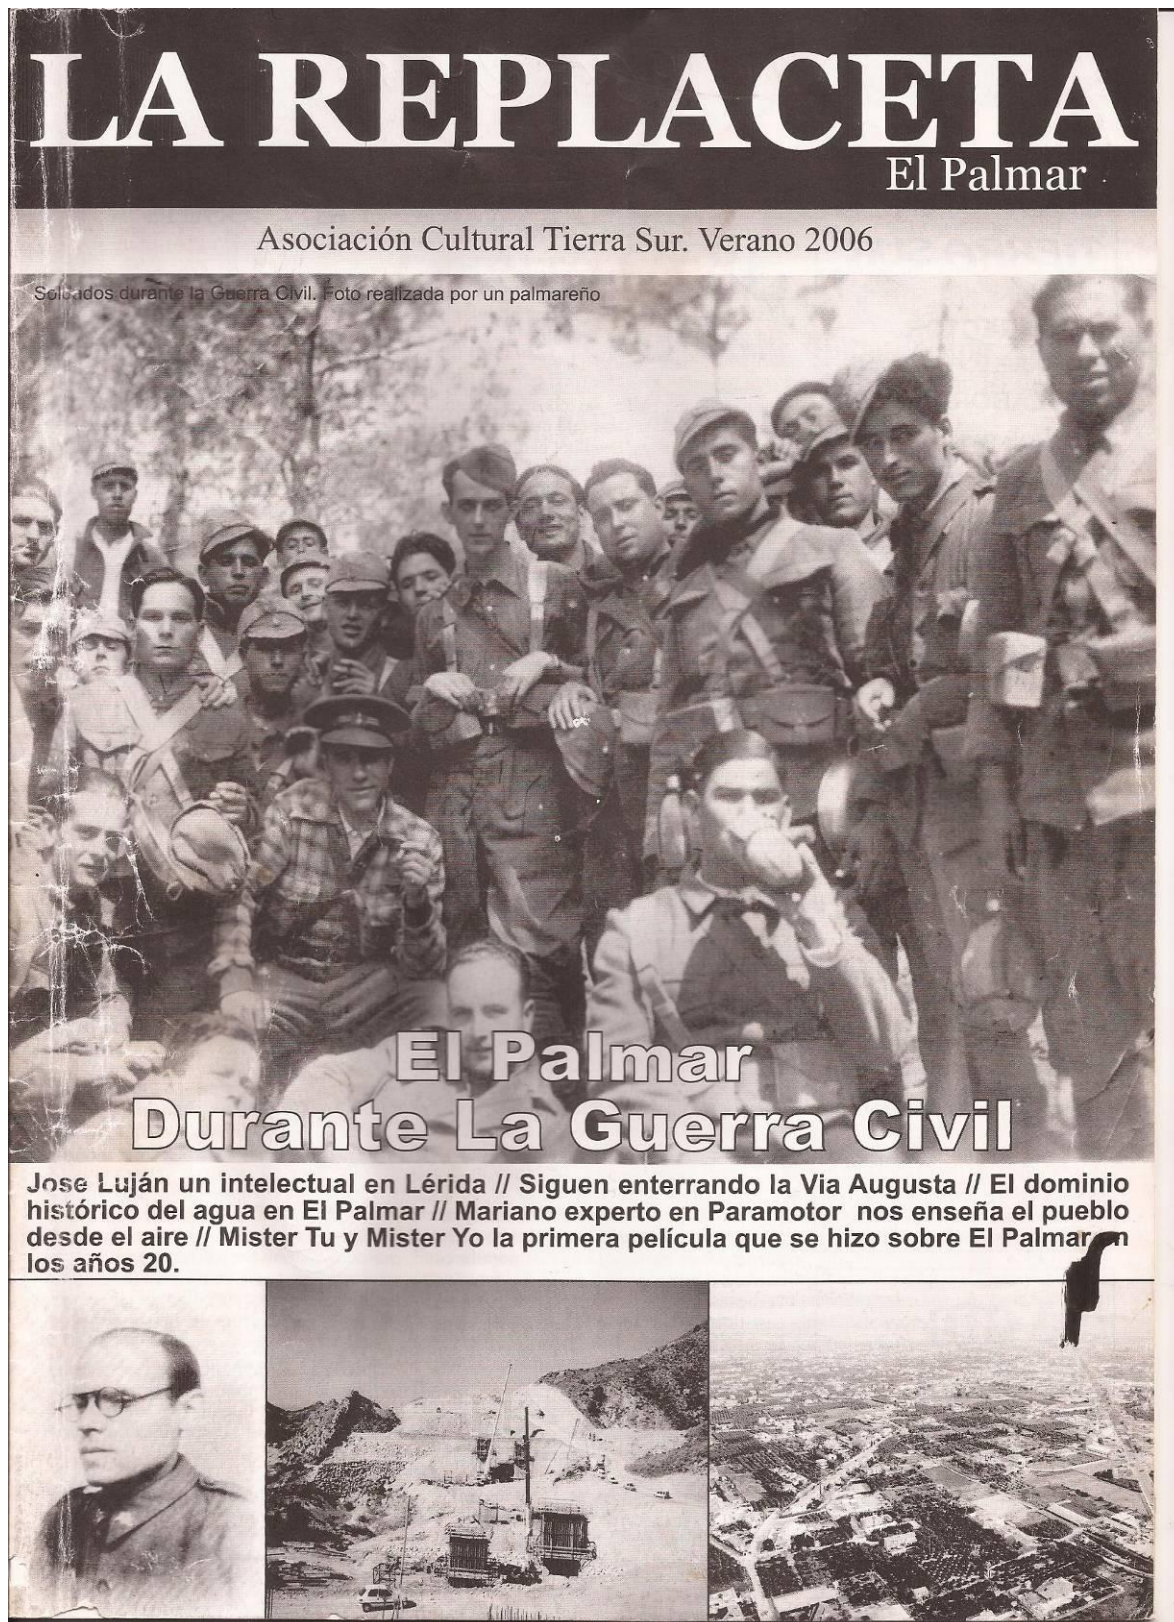 LA REPLACETA
El Palmar
Asociación Cultural Tierra Sur. Verano 2006
Soldados durante la Guerra Civil. Foto realizada por un palmareño
El Palmar
Durante La Guerra Civil
Jose Luján un intelectual en Lérida // Siguen enterrando la Via Augusta // El dominio
histórico del agua en El Palmar // Mariano experto en Paramotor nos enseña el pueblo
desde el aire // Mister Tu y Mister Yo la primera película que se hizo sobre El Palmar en
los años 20.